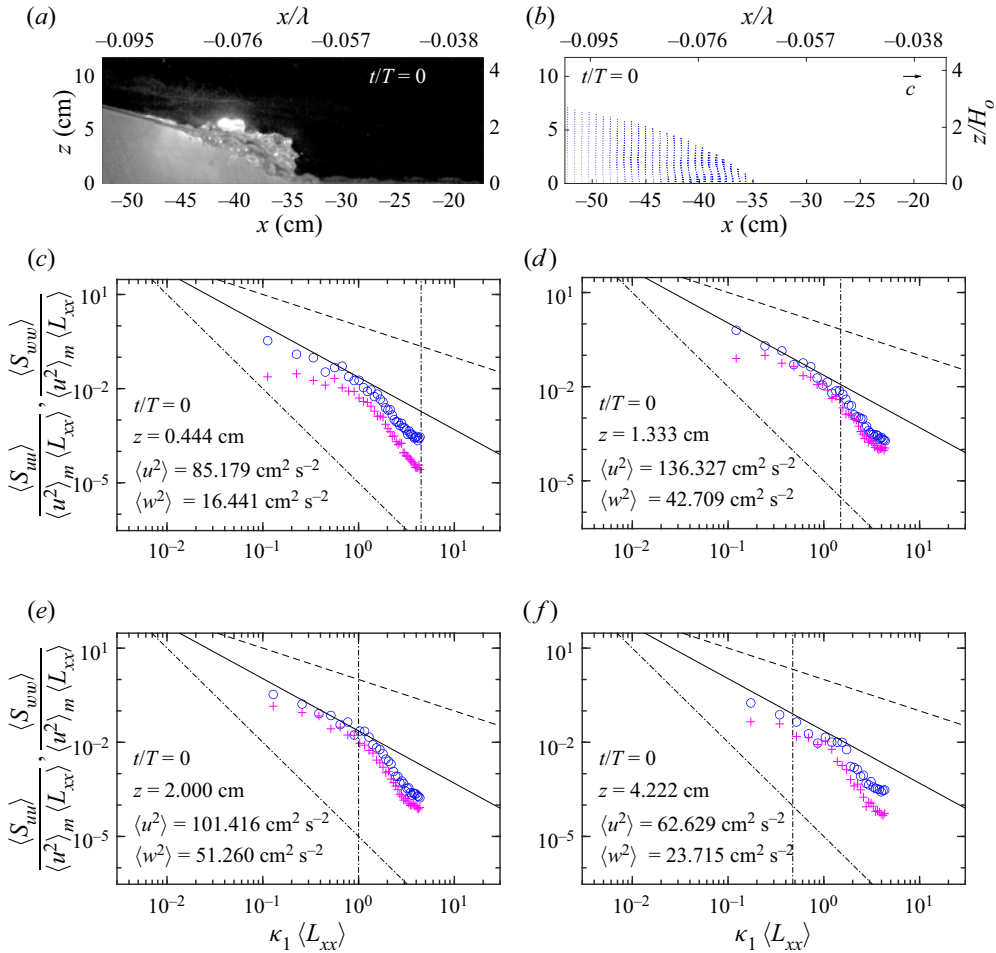 (a)
x/λ
−0.095 −0.076 −0.057 −0.038
t/T = 0
z (cm)
10
5
0
4
2
0
−50 −45 −40 −35 −30 −25 −20
x (cm)
(b)
x/λ
−0.095 −0.076 −0.057 −0.038
t/T = 0
c
10
5
0
4
2
0
z/H_o
−50 −45 −40 −35 −30 −25 −20
x (cm)
(c)
⟨S_uu⟩/⟨u²⟩_m ⟨L_xx⟩, ⟨S_ww⟩/⟨u²⟩_m ⟨L_xx⟩
10¹
10⁻²
10⁻⁵
t/T = 0
z = 0.444 cm
⟨u²⟩ = 85.179 cm² s⁻²
⟨w²⟩ = 16.441 cm² s⁻²
10⁻² 10⁻¹ 10⁰ 10¹
(d)
10¹
10⁻²
10⁻⁵
t/T = 0
z = 1.333 cm
⟨u²⟩ = 136.327 cm² s⁻²
⟨w²⟩ = 42.709 cm² s⁻²
10⁻² 10⁻¹ 10⁰ 10¹
(e)
⟨S_uu⟩/⟨u²⟩_m ⟨L_xx⟩, ⟨S_ww⟩/⟨u²⟩_m ⟨L_xx⟩
10¹
10⁻²
10⁻⁵
t/T = 0
z = 2.000 cm
⟨u²⟩ = 101.416 cm² s⁻²
⟨w²⟩ = 51.260 cm² s⁻²
10⁻² 10⁻¹ 10⁰ 10¹
κ₁ ⟨L_xx⟩
(f)
10¹
10⁻²
10⁻⁵
t/T = 0
z = 4.222 cm
⟨u²⟩ = 62.629 cm² s⁻²
⟨w²⟩ = 23.715 cm² s⁻²
10⁻² 10⁻¹ 10⁰ 10¹
κ₁ ⟨L_xx⟩